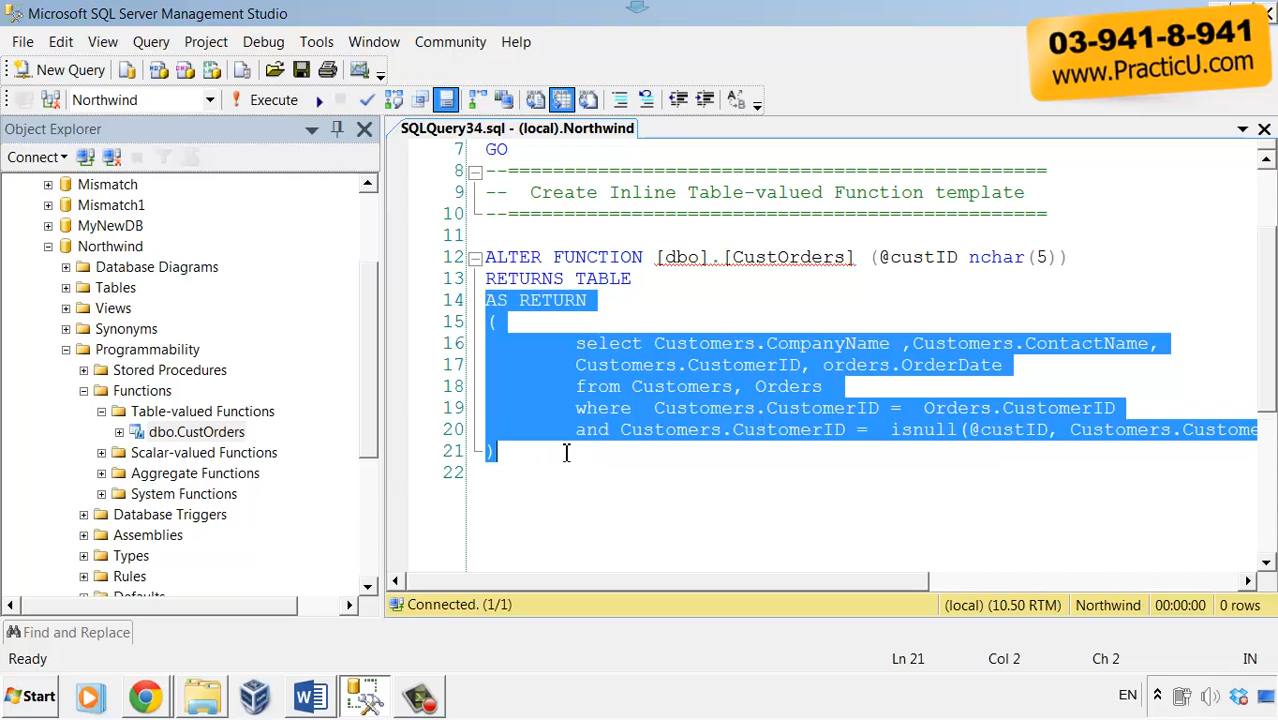 Microsoft SQL Server Management Studio
03-941-8-941
www.PracticU.com
File Edit View Query Project Debug Tools Window Community Help
New Query
Northwind Execute
Object Explorer
SQLQuery34.sql - (local).Northwind
Connect
Mismatch
Mismatch1
MyNewDB
Northwind
Database Diagrams
Tables
Views
Synonyms
Programmability
Stored Procedures
Functions
Table-valued Functions
dbo.CustOrders
Scalar-valued Functions
Aggregate Functions
System Functions
Database Triggers
Assemblies
Types
Rules
Defaults
7 GO
8 --================================================
9 -- Create Inline Table-valued Function template
10 --================================================
11
12 ALTER FUNCTION [dbo].[CustOrders] (@custID nchar(5))
13 RETURNS TABLE
14 AS RETURN
15 (
16 select Customers.CompanyName ,Customers.ContactName,
17 Customers.CustomerID, orders.OrderDate
18 from Customers, Orders
19 where Customers.CustomerID = Orders.CustomerID
20 and Customers.CustomerID = isnull(@custID, Customers.Custome
21 )
22
Connected. (1/1) (local) (10.50 RTM) Northwind 00:00:00 0 rows
Find and Replace
Ready Ln 21 Col 2 Ch 2 IN
Start EN